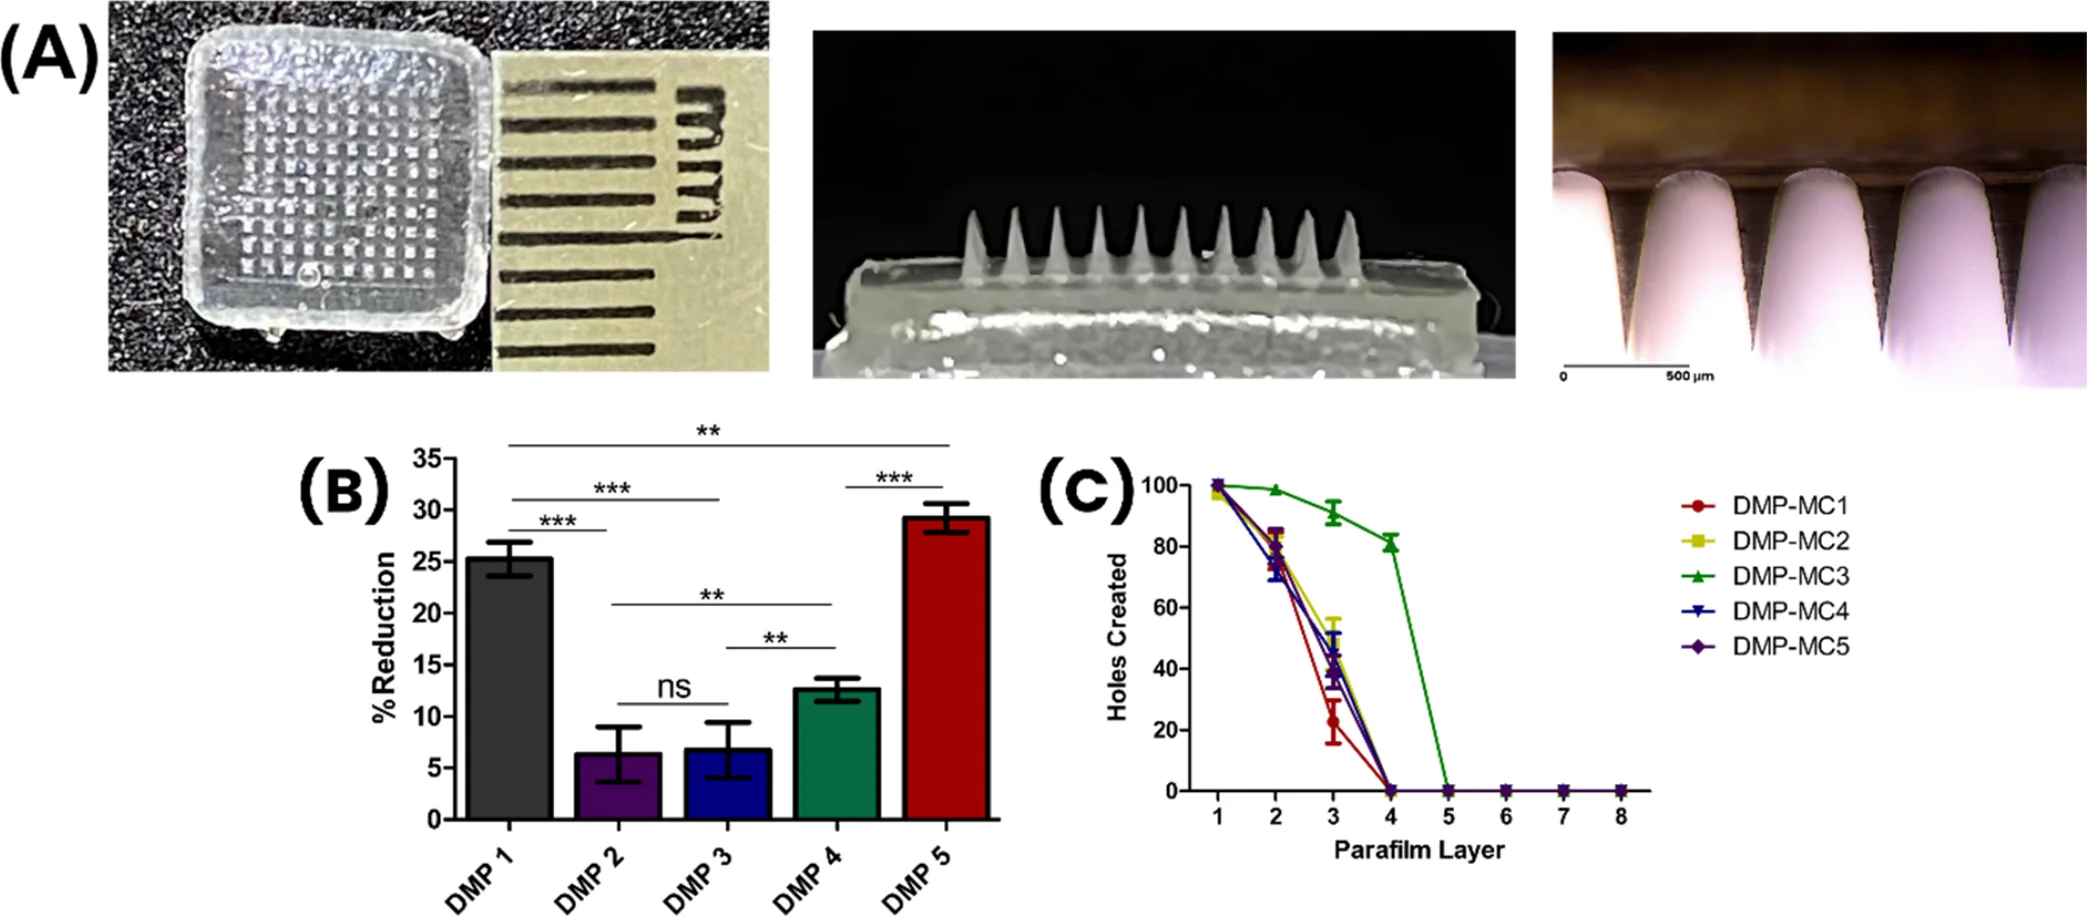 (A)
mm
0
500 µm
(B)
%Reduction
35
30
25
20
15
10
5
0
**
***
***
***
**
**
ns
DMP 1
DMP 2
DMP 3
DMP 4
DMP 5
(C)
Holes Created
100
80
60
40
20
0
1 2 3 4 5 6 7 8
Parafilm Layer
DMP-MC1
DMP-MC2
DMP-MC3
DMP-MC4
DMP-MC5